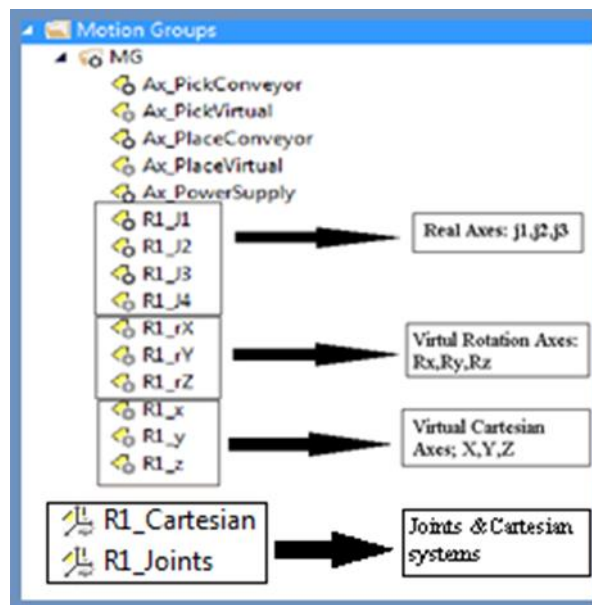 Motion Groups
MG
Ax_PickConveyor
Ax_PickVirtual
Ax_PlaceConveyor
Ax_PlaceVirtual
Ax_PowerSupply
R1_J1
R1_J2
R1_J3
R1_J4
Real Axes: j1,j2,j3
R1_rX
R1_rY
R1_rZ
Virtul Rotation Axes:
Rx,Ry,Rz
R1_x
R1_y
R1_z
Virtual Cartesian
Axes; X,Y,Z
R1_Cartesian
R1_Joints
Joints & Cartesian
systems